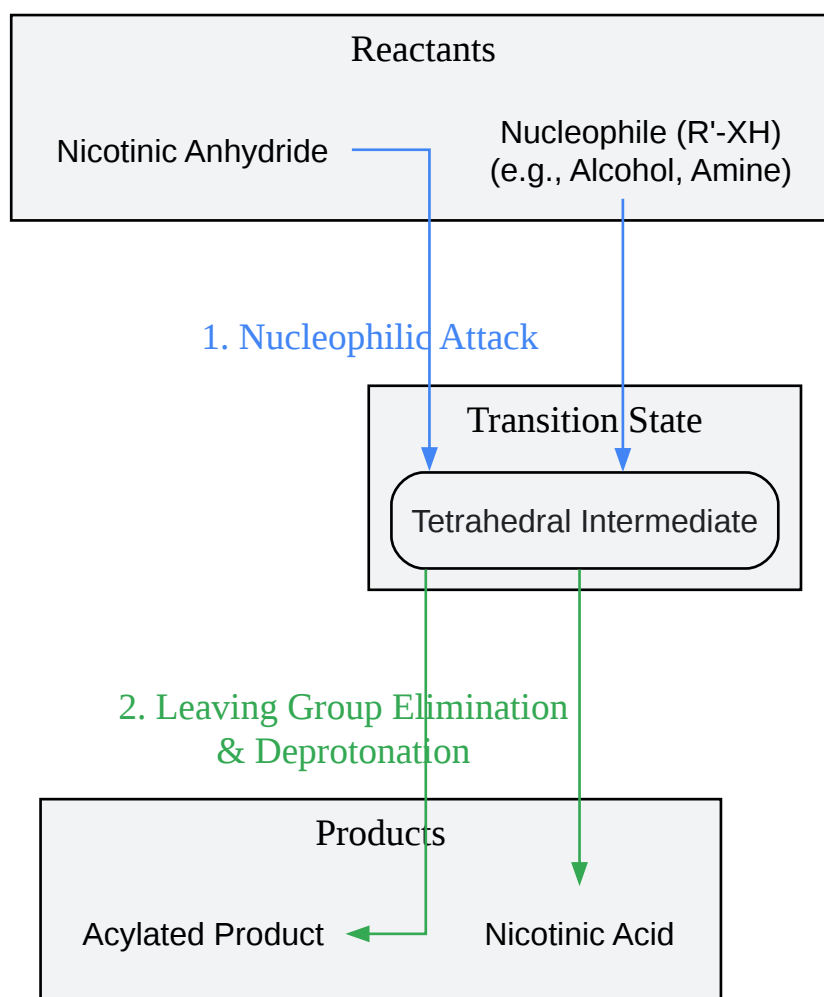 Reactants
Nicotinic Anhydride
Nucleophile (R'-XH)
(e.g., Alcohol, Amine)
1. Nucleophilic Attack
Transition State
Tetrahedral Intermediate
2. Leaving Group Elimination
& Deprotonation
Products
Acylated Product
Nicotinic Acid